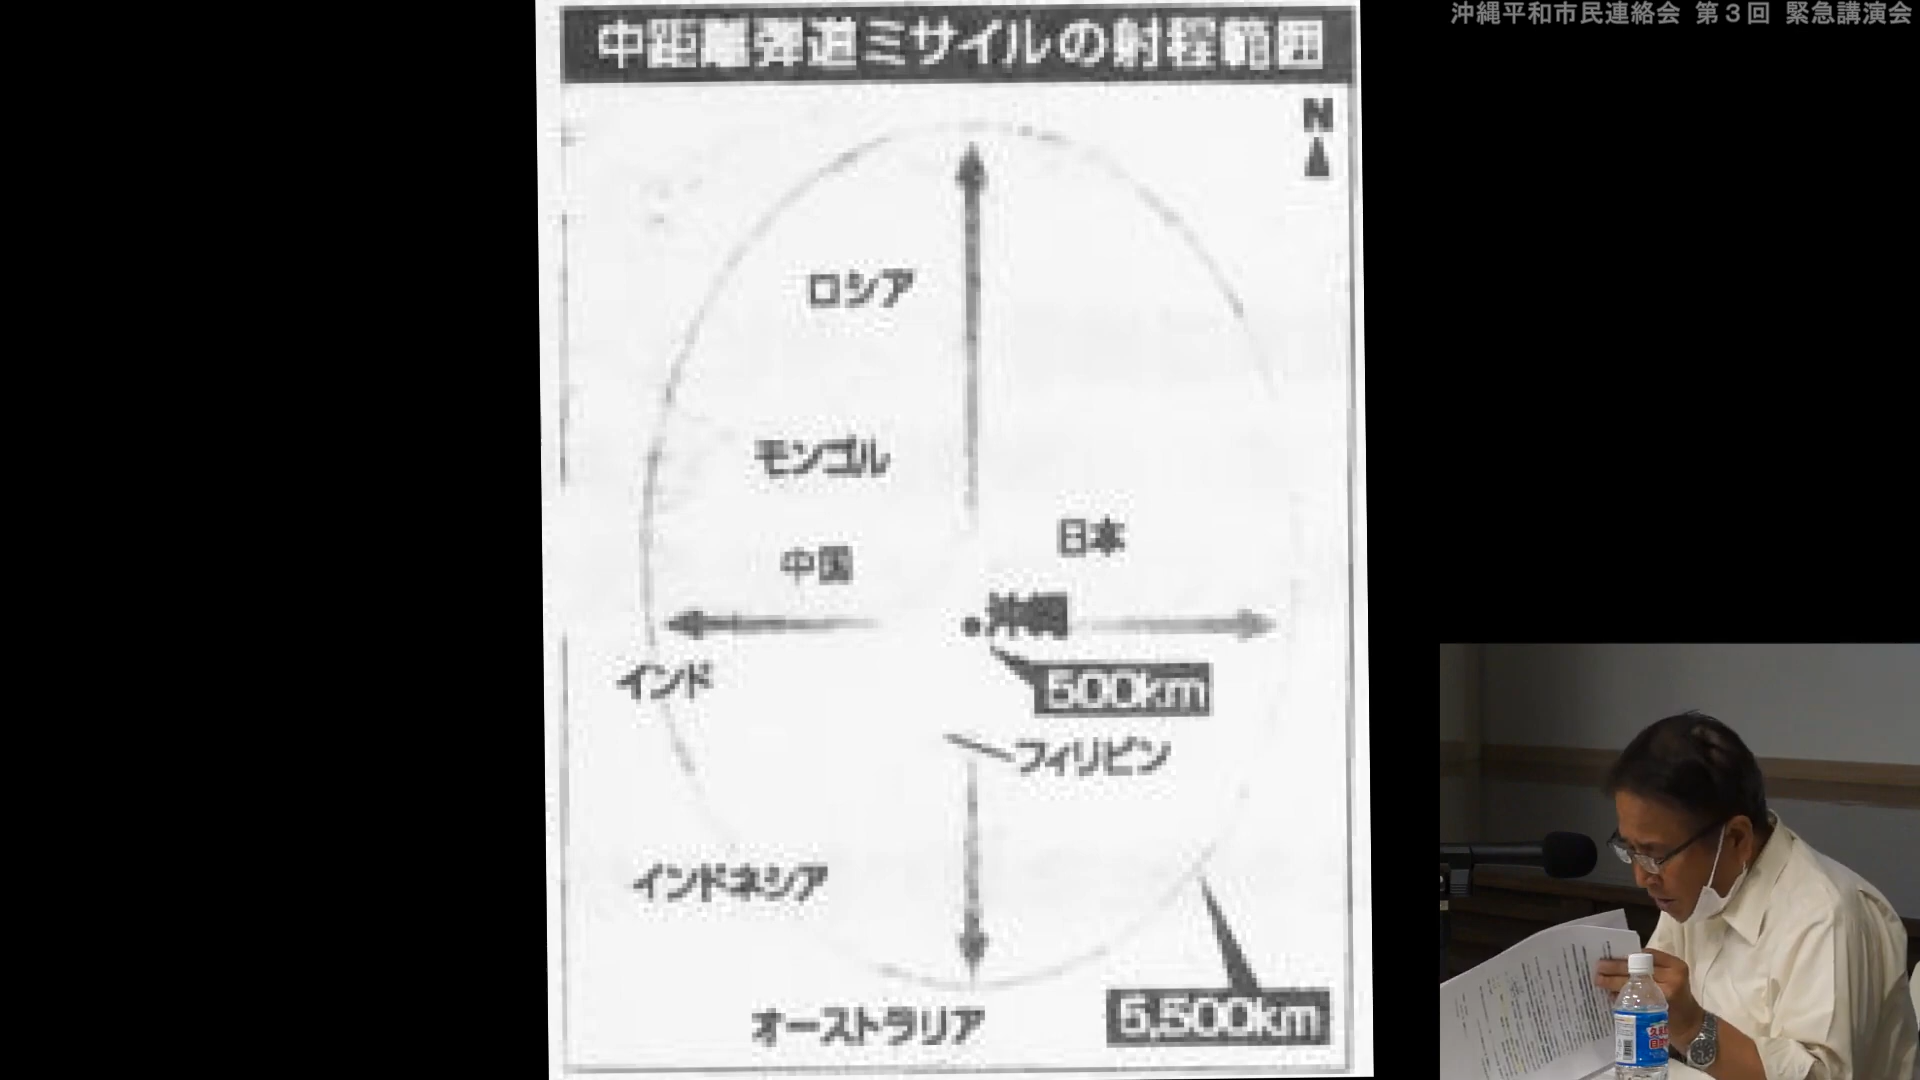 沖縄平和市民連絡会 第３回 緊急講演会
中距離弾道ミサイルの射程範囲
N
ロシア
モンゴル
日本
中国
沖縄
インド
500km
フィリピン
インドネシア
5,500km
オーストラリア